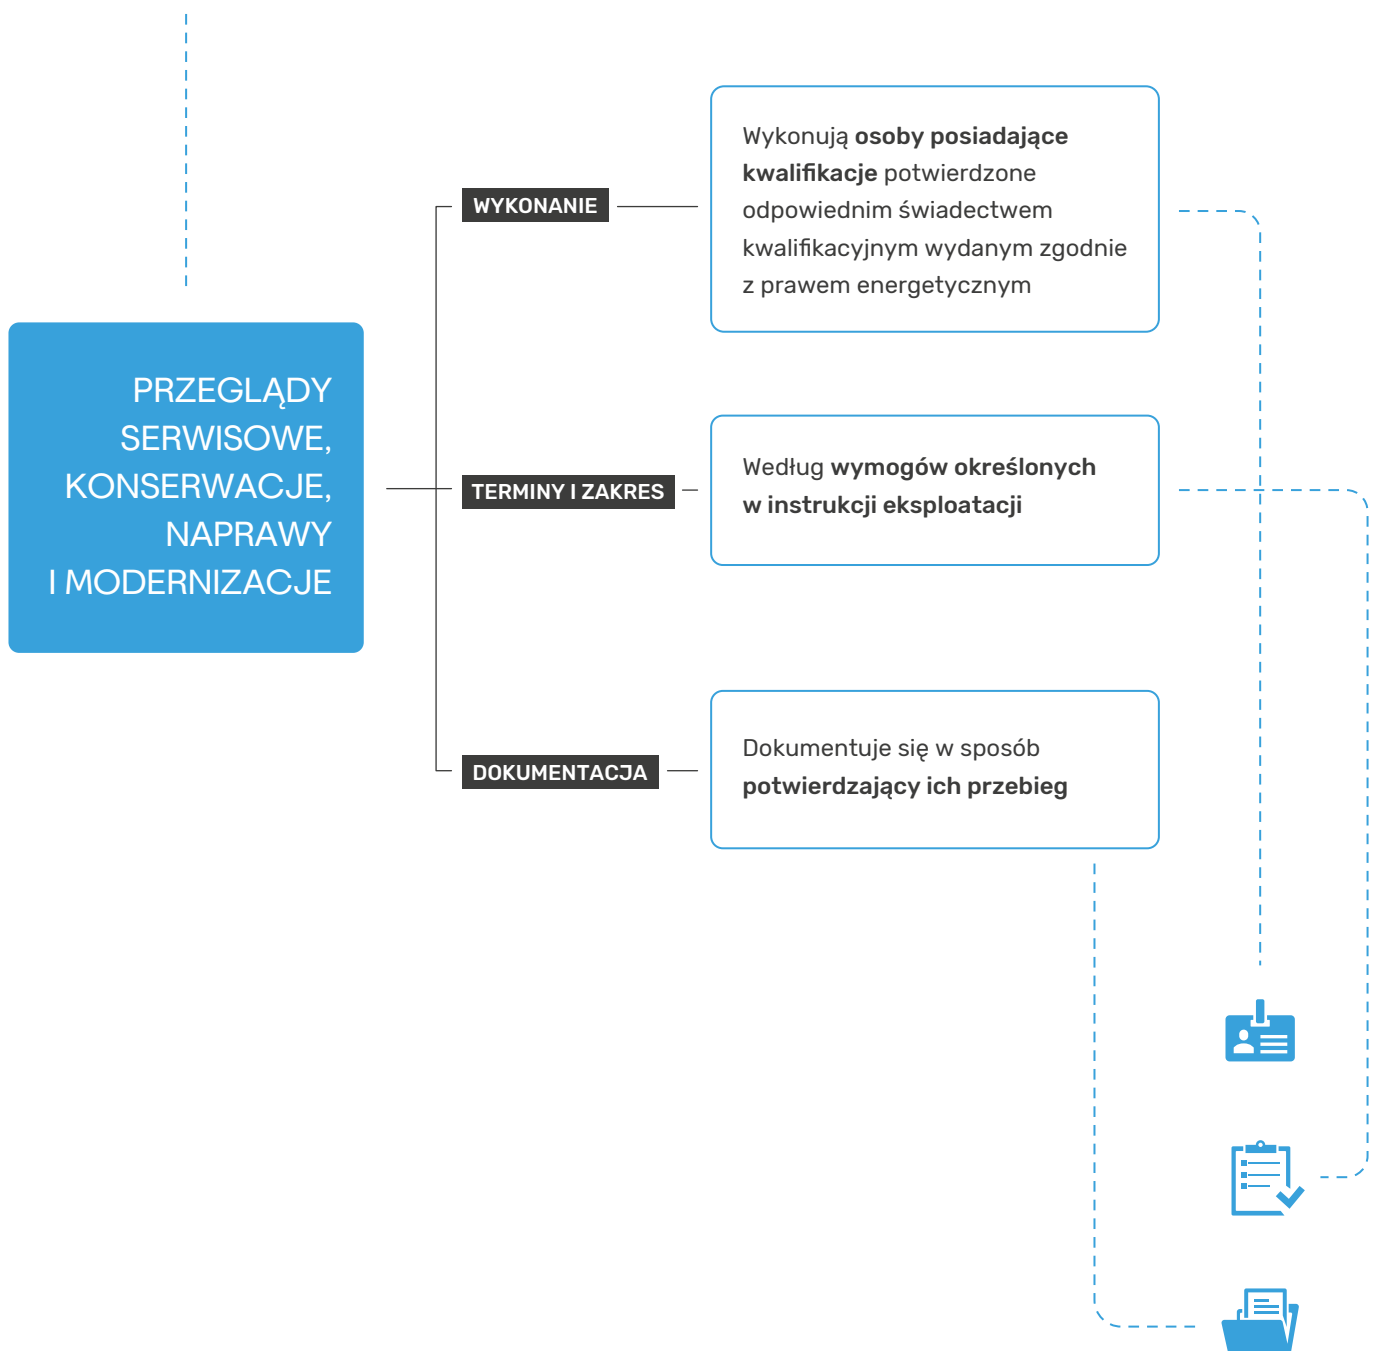 PRZEGLĄDY
SERWISOWE,
KONSERWACJE,
NAPRAWY
I MODERNIZACJE
WYKONANIE
Wykonują osoby posiadające
kwalifikacje potwierdzone
odpowiednim świadectwem
kwalifikacyjnym wydanym zgodnie
z prawem energetycznym
TERMINY I ZAKRES
Według wymogów określonych
w instrukcji eksploatacji
DOKUMENTACJA
Dokumentuje się w sposób
potwierdzający ich przebieg